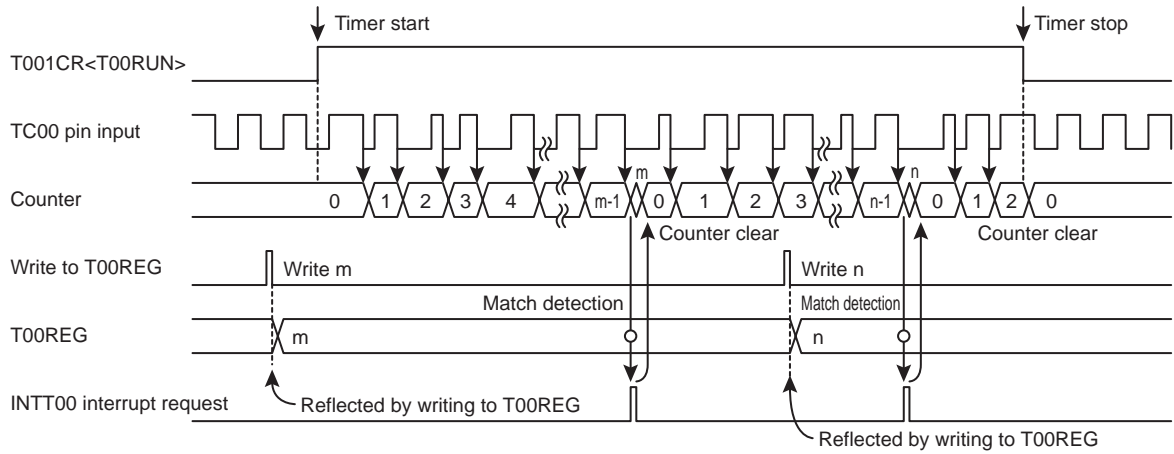 Timer start
Timer stop
T001CR<T00RUN>
TC00 pin input
m
n
Counter
0 1 2 3 4 m-1 0 1 2 3 n-1 0 1 2 0
Counter clear
Counter clear
Write to T00REG
Write m
Write n
Match detection
Match detection
T00REG
m
n
INTT00 interrupt request
Reflected by writing to T00REG
Reflected by writing to T00REG